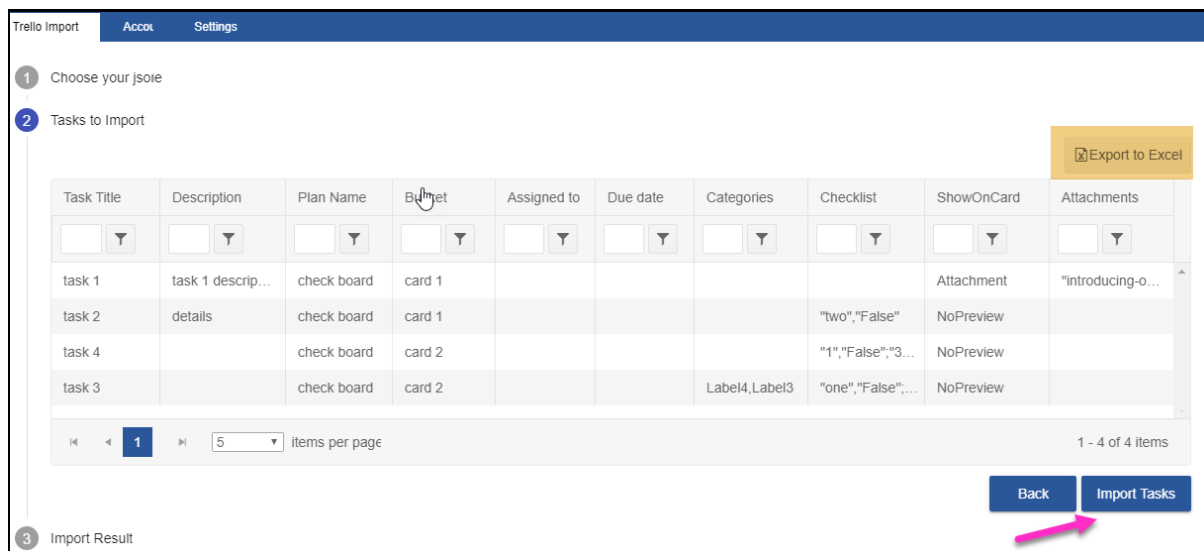 Trello Import Accou Settings
1 Choose your jsole
2 Tasks to Import
Export to Excel
Task Title Description Plan Name Assigned to Due date Categories Checklist ShowOnCard Attachments
task 1 task 1 descrip... check board card 1 Attachment "introducing-o...
task 2 details check board card 1 "two","False" NoPreview
task 4 check board card 2 "1","False";"3... NoPreview
task 3 check board card 2 Label4,Label3 "one","False";... NoPreview
1 5 items per page 1 - 4 of 4 items
Back Import Tasks
3 Import Result